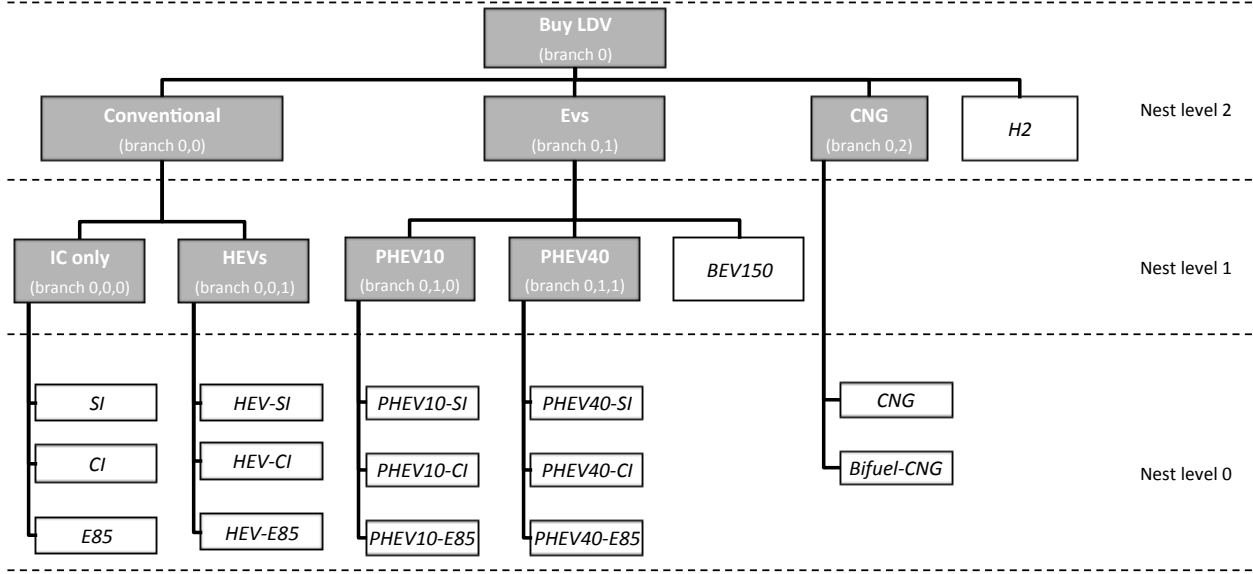 Buy LDV
(branch 0)
Conventional
(branch 0,0)
Evs
(branch 0,1)
CNG
(branch 0,2)
H2
Nest level 2
IC only
(branch 0,0,0)
HEVs
(branch 0,0,1)
PHEV10
(branch 0,1,0)
PHEV40
(branch 0,1,1)
BEV150
Nest level 1
SI
HEV-SI
PHEV10-SI
PHEV40-SI
CNG
CI
HEV-CI
PHEV10-CI
PHEV40-CI
Bifuel-CNG
Nest level 0
E85
HEV-E85
PHEV10-E85
PHEV40-E85